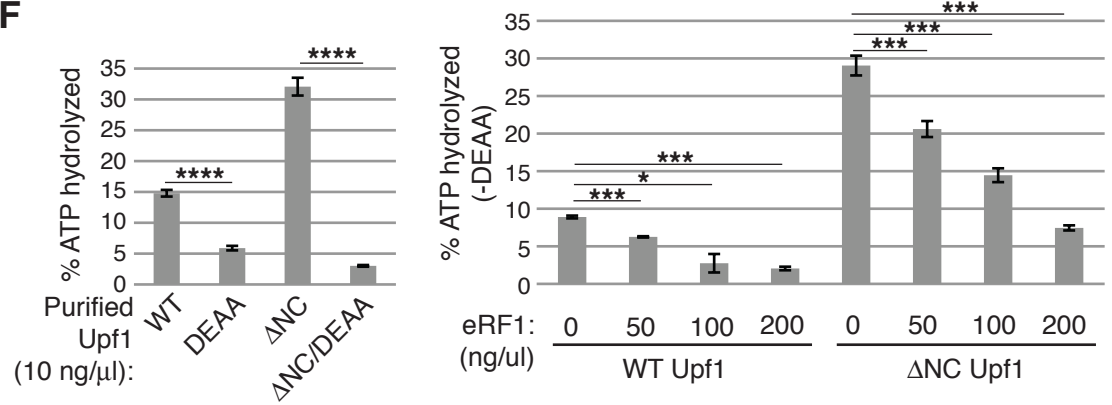 F
% ATP hydrolyzed
35
30
25
20
15
10
5
0
****
****
WT
DEAA
ΔNC
ΔNC/DEAA
Purified
Upf1
(10 ng/μl):
% ATP hydrolyzed
(-DEAA)
35
30
25
20
15
10
5
0
***
*
***
***
***
***
eRF1: 0 50 100 200 0 50 100 200
(ng/ul)
WT Upf1 ΔNC Upf1